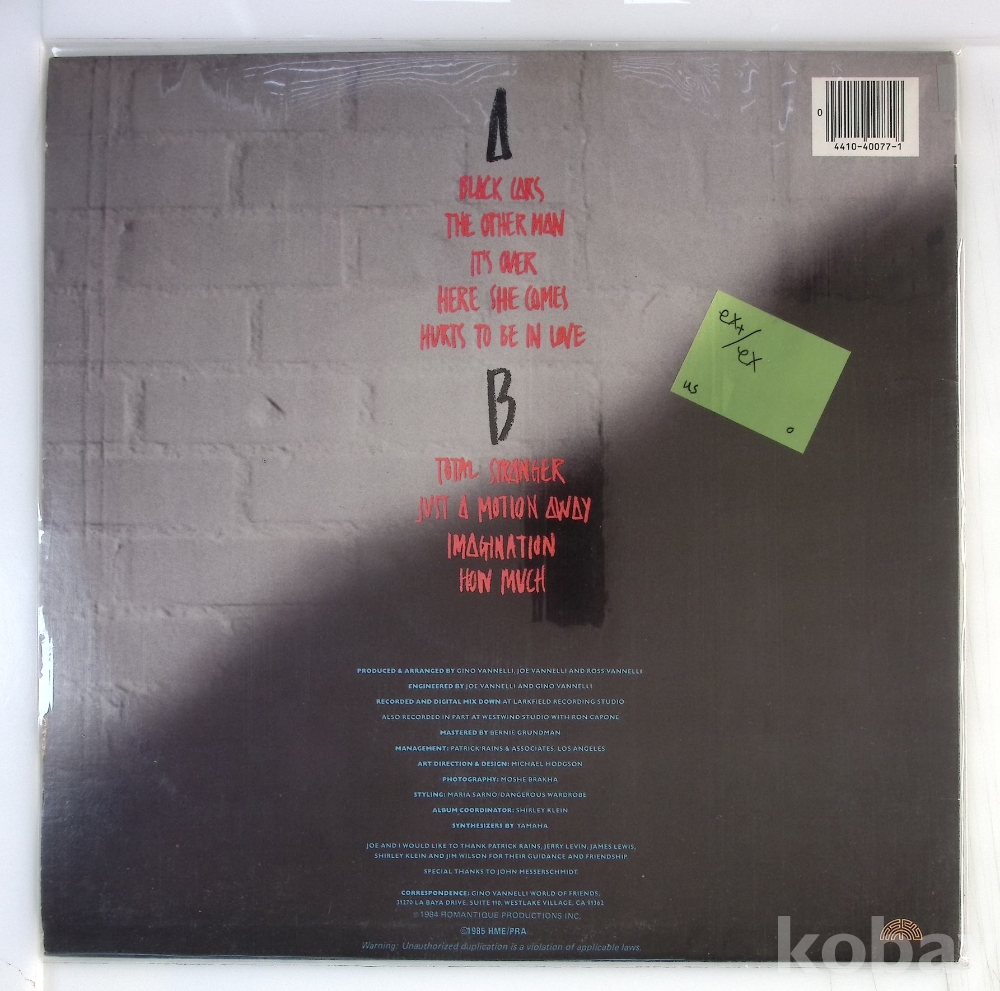 A
0
4410-40077-1
BLACK CARS
THE OTHER MAN
IT'S OVER
HERE SHE COMES
HURTS TO BE IN LOVE
ex+/ex
us
o
B
TOTAL STRANGER
JUST A MOTION AWAY
IMAGINATION
HOW MUCH
PRODUCED & ARRANGED BY GINO VANNELLI, JOE VANNELLI AND ROSS VANNELLI
ENGINEERED BY JOE VANNELLI AND GINO VANNELLI
RECORDED AND DIGITAL MIX DOWN AT LARKFIELD RECORDING STUDIO
ALSO RECORDED IN PART AT WESTWIND STUDIO WITH RON CAPONE
MASTERED BY BERNIE GRUNDMAN
MANAGEMENT: PATRICK RAINS & ASSOCIATES, LOS ANGELES
ART DIRECTION & DESIGN: MICHAEL HODGSON
PHOTOGRAPHY: MOSHE BRAKHA
STYLING: MARIA SARNO/DANGEROUS WARDROBE
ALBUM COORDINATOR: SHIRLEY KLEIN
SYNTHESIZERS BY YAMAHA
JOE AND I WOULD LIKE TO THANK PATRICK RAINS, JERRY LEVIN, JAMES LEWIS,
SHIRLEY KLEIN AND JIM WILSON FOR THEIR GUIDANCE AND FRIENDSHIP.
SPECIAL THANKS TO JOHN MESSERSCHMIDT.
CORRESPONDENCE: GINO VANNELLI WORLD OF FRIENDS,
31270 LA BAYA DRIVE, SUITE 110, WESTLAKE VILLAGE, CA 91362
℗1984 ROMANTIQUE PRODUCTIONS INC.
©1985 HME/PRA
Warning: Unauthorized duplication is a violation of applicable laws.
koba